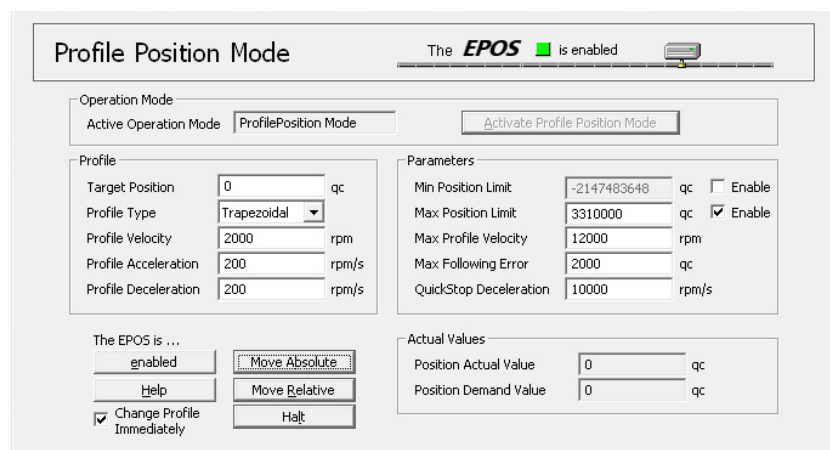 Profile Position Mode
The EPOS is enabled
Operation Mode
Active Operation Mode ProfilePosition Mode Activate Profile Position Mode
Profile
Target Position 0 qc
Profile Type Trapezoidal
Profile Velocity 2000 rpm
Profile Acceleration 200 rpm/s
Profile Deceleration 200 rpm/s
Parameters
Min Position Limit -2147483648 qc Enable
Max Position Limit 3310000 qc Enable
Max Profile Velocity 12000 rpm
Max Following Error 2000 qc
QuickStop Deceleration 10000 rpm/s
The EPOS is ...
enabled Move Absolute
Help Move Relative
Change Profile Immediately Halt
Actual Values
Position Actual Value 0 qc
Position Demand Value 0 qc